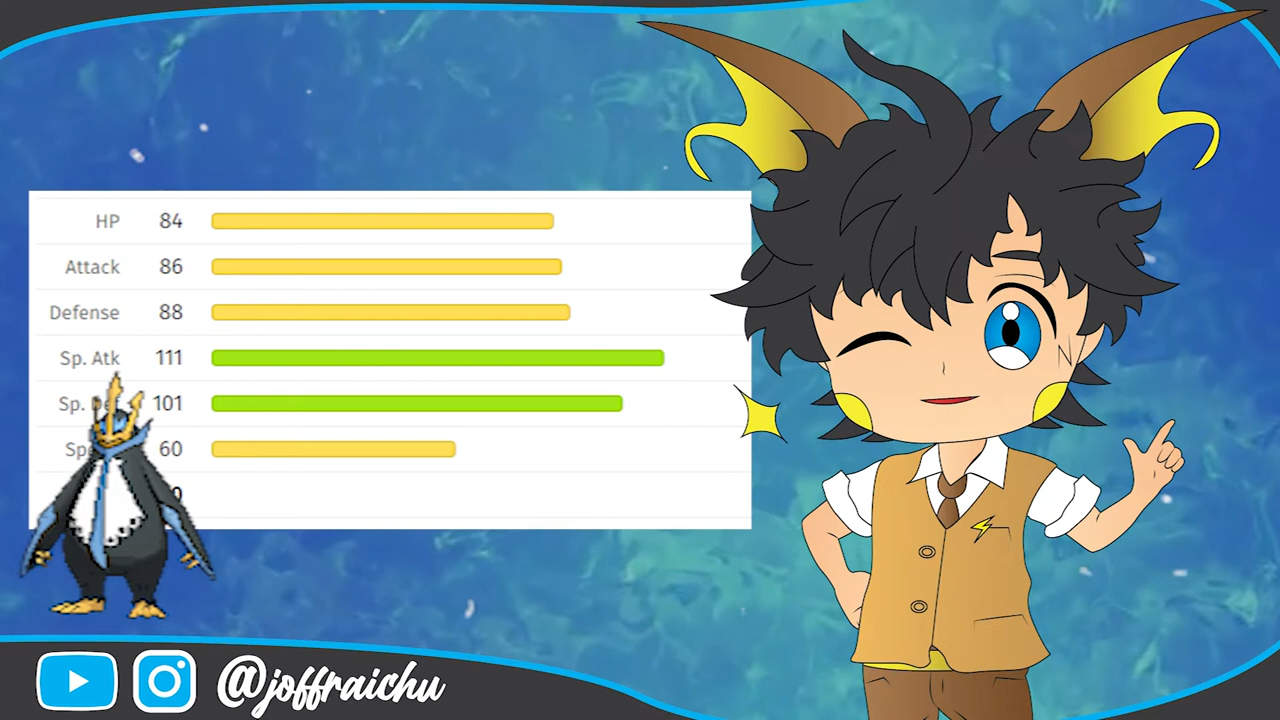 HP 84
Attack 86
Defense 88
Sp. Atk 111
Sp. 101
60
@joffraichu